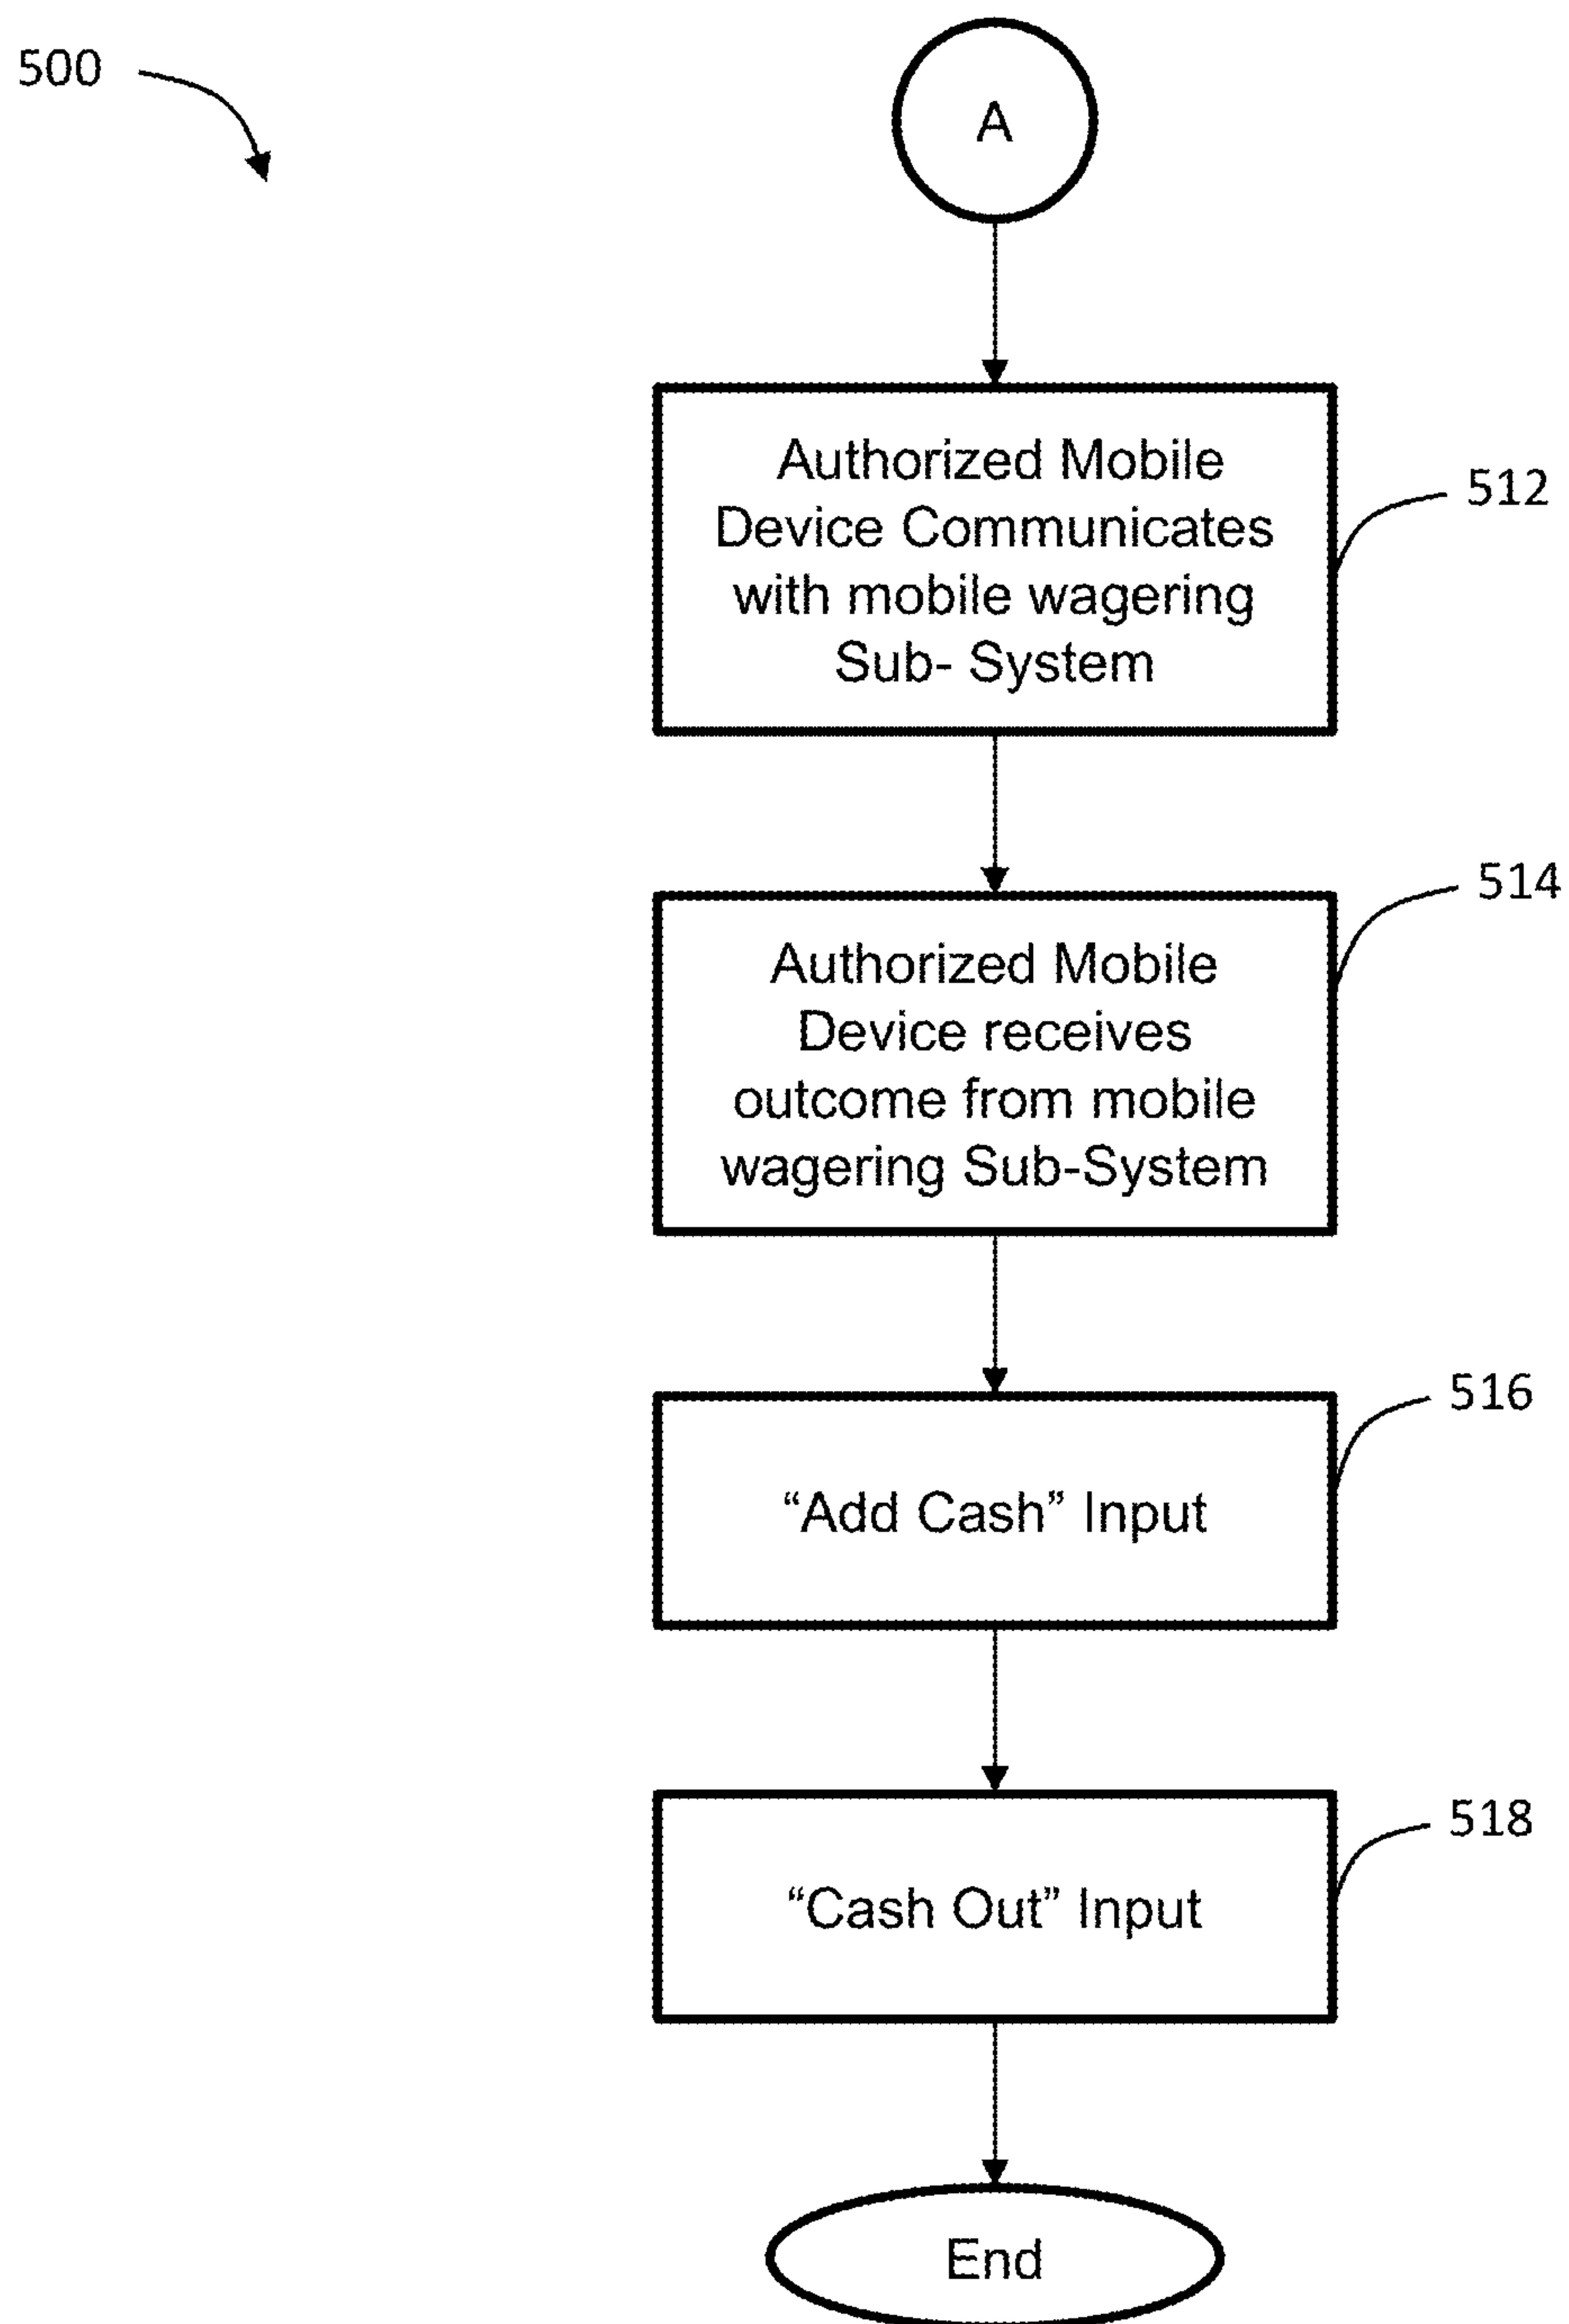 500
A
Authorized Mobile
Device Communicates
with mobile wagering
Sub- System
512
Authorized Mobile
Device receives
outcome from mobile
wagering Sub-System
514
“Add Cash” Input
516
“Cash Out” Input
518
End